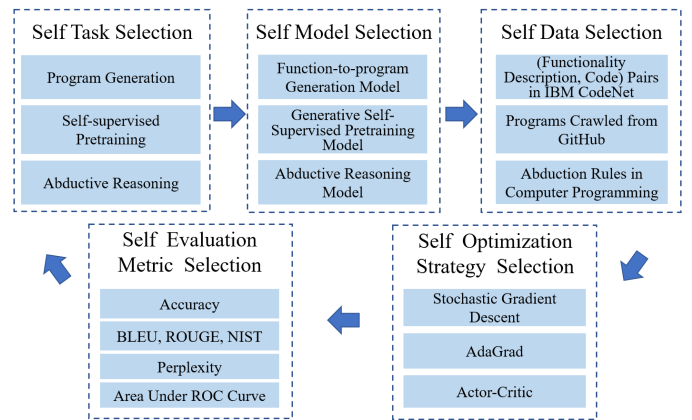 Self Task Selection
Program Generation
Self-supervised
Pretraining
Abductive Reasoning
Self Model Selection
Function-to-program
Generation Model
Generative Self-
Supervised Pretraining
Model
Abductive Reasoning
Model
Self Data Selection
(Functionality
Description, Code) Pairs
in IBM CodeNet
Programs Crawled from
GitHub
Abduction Rules in
Computer Programming
Self Evaluation
Metric Selection
Accuracy
BLEU, ROUGE, NIST
Perplexity
Area Under ROC Curve
Self Optimization
Strategy Selection
Stochastic Gradient
Descent
AdaGrad
Actor-Critic